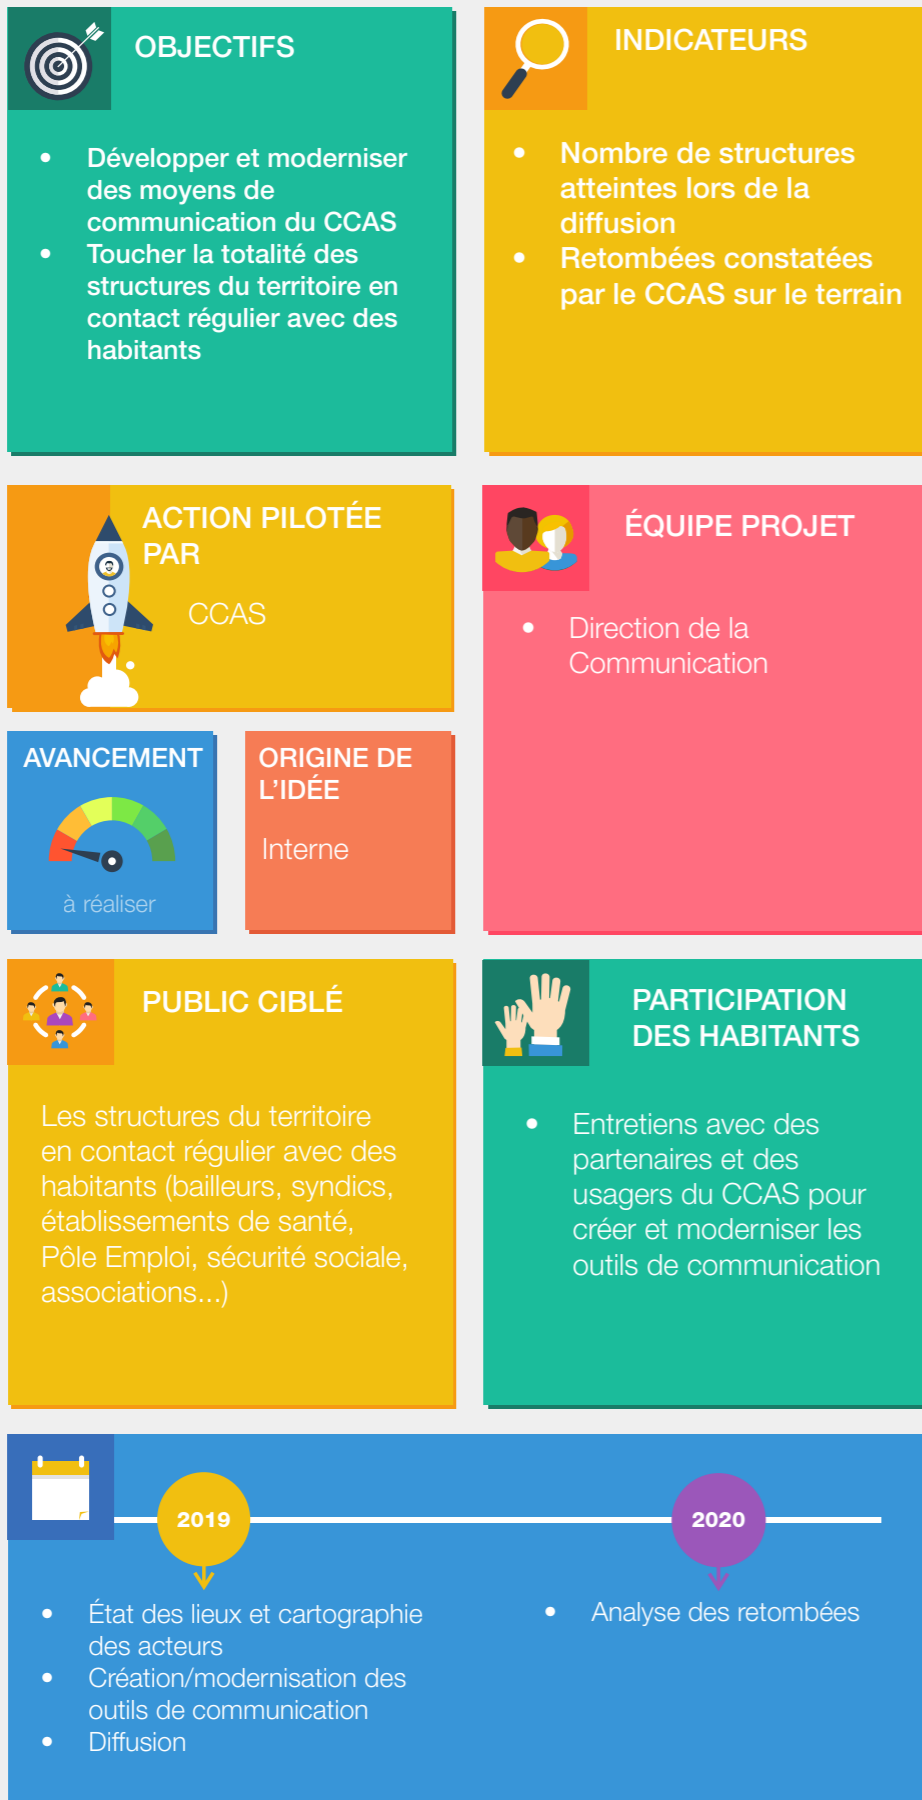 OBJECTIFS
• Développer et moderniser
des moyens de
communication du CCAS
• Toucher la totalité des
structures du territoire en
contact régulier avec des
habitants
INDICATEURS
• Nombre de structures
atteintes lors de la
diffusion
• Retombées constatées
par le CCAS sur le terrain
ACTION PILOTÉE
PAR
CCAS
ÉQUIPE PROJET
• Direction de la
Communication
AVANCEMENT
à réaliser
ORIGINE DE
L'IDÉE
Interne
PUBLIC CIBLÉ
Les structures du territoire
en contact régulier avec des
habitants (bailleurs, syndics,
établissements de santé,
Pôle Emploi, sécurité sociale,
associations...)
PARTICIPATION
DES HABITANTS
• Entretiens avec des
partenaires et des
usagers du CCAS pour
créer et moderniser les
outils de communication
2019
• État des lieux et cartographie
des acteurs
• Création/modernisation des
outils de communication
• Diffusion
2020
• Analyse des retombées